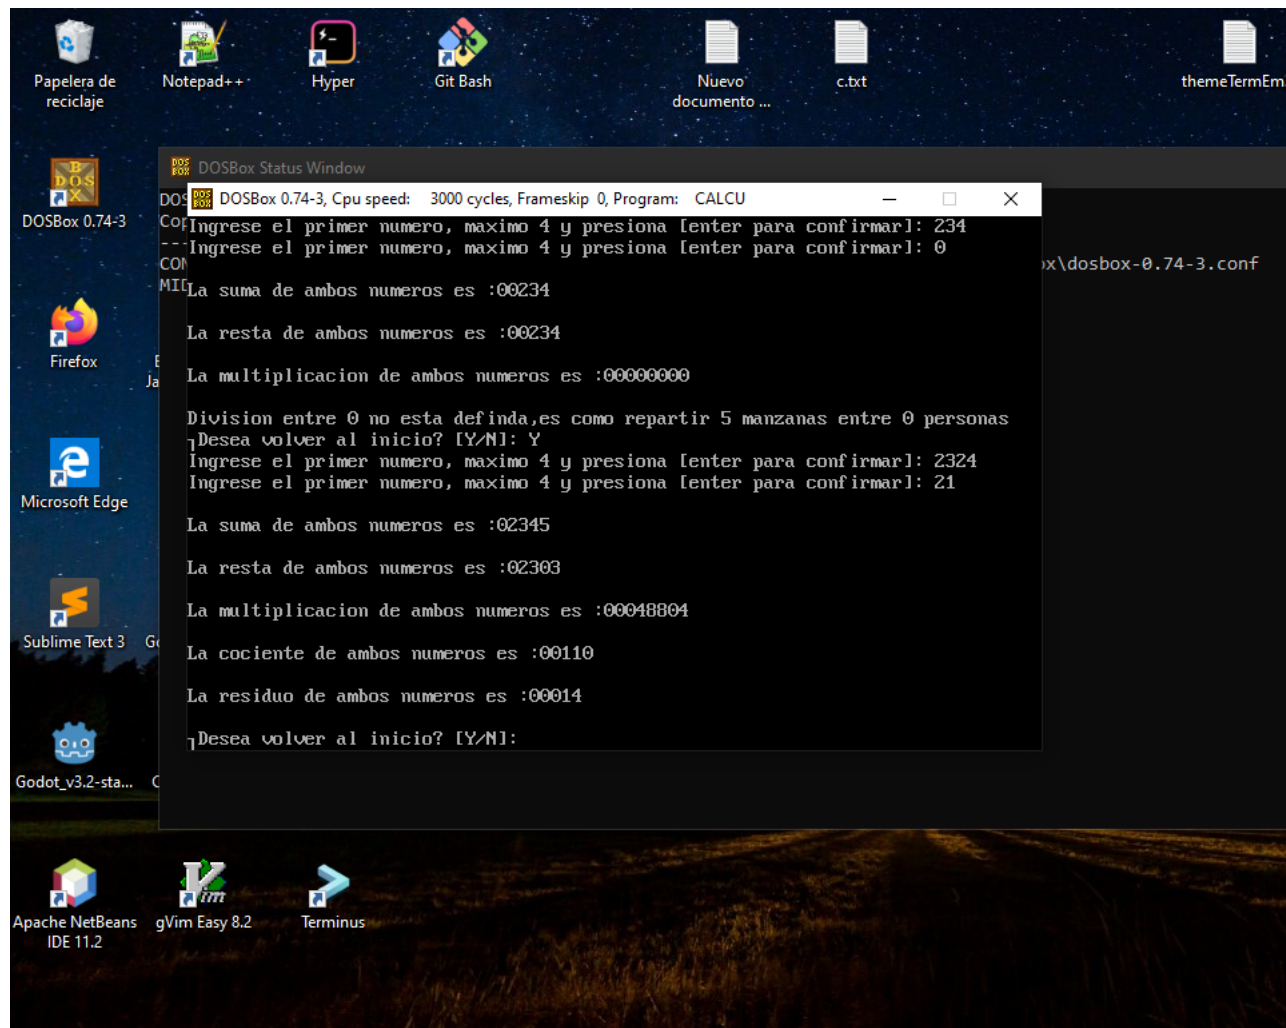 Papelera de
reciclaje
Notepad++
Hyper
Git Bash
Nuevo
documento ...
c.txt
themeTermEm
DOSBox Status Window
DOSBox 0.74-3, Cpu speed: 3000 cycles, Frameskip 0, Program: CALCU
DOS
Cop
---
CON
MID
ox\dosbox-0.74-3.conf
Ingrese el primer numero, maximo 4 y presiona [enter para confirmar]: 234
Ingrese el primer numero, maximo 4 y presiona [enter para confirmar]: 0
La suma de ambos numeros es :00234
La resta de ambos numeros es :00234
La multiplicacion de ambos numeros es :00000000
Division entre 0 no esta definda,es como repartir 5 manzanas entre 0 personas
┐Desea volver al inicio? [Y/N]: Y
Ingrese el primer numero, maximo 4 y presiona [enter para confirmar]: 2324
Ingrese el primer numero, maximo 4 y presiona [enter para confirmar]: 21
La suma de ambos numeros es :02345
La resta de ambos numeros es :02303
La multiplicacion de ambos numeros es :00048804
La cociente de ambos numeros es :00110
La residuo de ambos numeros es :00014
┐Desea volver al inicio? [Y/N]:
DOSBox 0.74-3
Firefox
E
Ja
Microsoft Edge
Sublime Text 3
Go
Godot_v3.2-sta...
C
Apache NetBeans
IDE 11.2
gVim Easy 8.2
Terminus